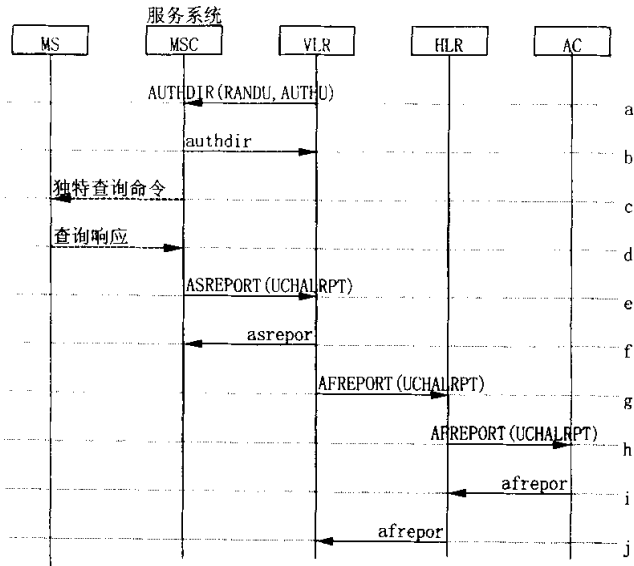 服务系统
MS MSC VLR HLR AC
AUTHDIR(RANDU, AUTHU)
a
authdir
b
独特查询命令
c
查询响应
d
ASREPORT(UCHALRPT)
e
asrepor
f
AFREPORT(UCHALRPT)
g
AFREPORT(UCHALRPT)
h
afrepor
i
afrepor
j